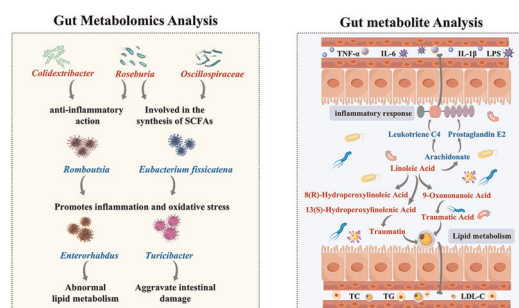 Gut Metabolomics Analysis
Colidextribacter Roseburia Oscillospiraceae
anti-inflammatory action
Involved in the synthesis of SCFAs
Romboutsia Eubacterium fissicatena
Promotes inflammation and oxidative stress
Enterorhabdus Turicibacter
Abnormal lipid metabolism
Aggravate intestinal damage
Gut metabolite Analysis
TNF-α IL-6 IL-1β LPS
inflammatory response
Leukotriene C4 Prostaglandin E2
Arachidonate
Linoleic Acid
8(R)-Hydroperoxylinoleic Acid 9-Oxononanoic Acid
13(S)-Hydroperoxylinolenic Acid
Traumatic Acid
Traumatin
Lipid metabolism
TC TG LDL-C